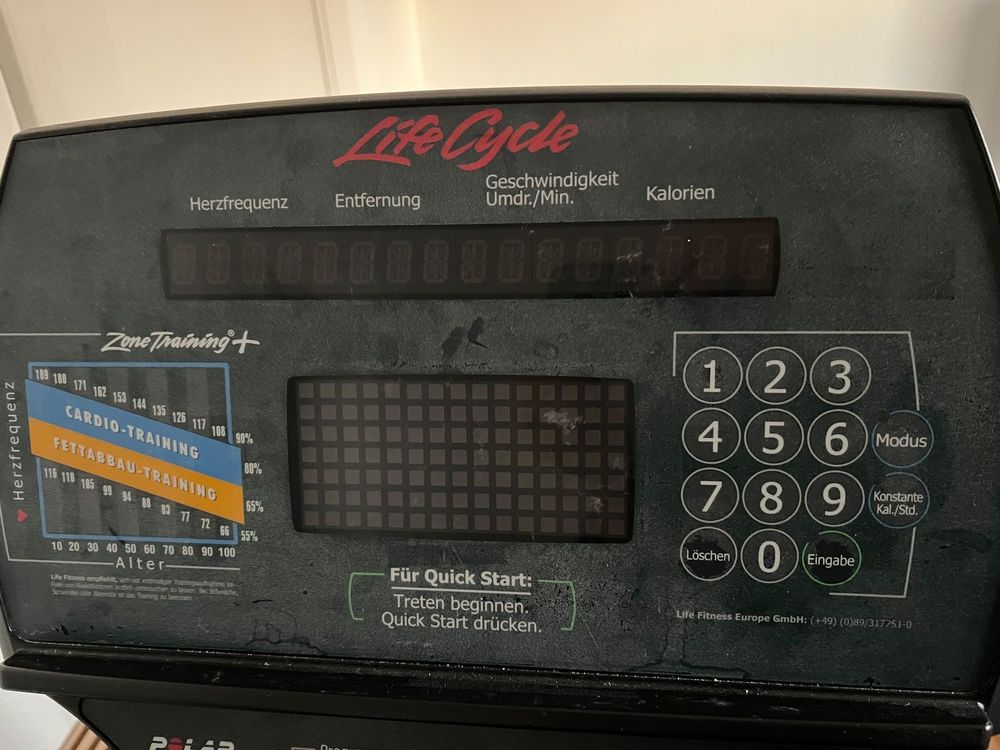 Life Cycle
Herzfrequenz
Entfernung
Geschwindigkeit
Umdr./Min.
Kalorien
Zone Training®+
Herzfrequenz
189 180 171 162 153 144 135 126 117 108
CARDIO-TRAINING
FETTABBAU-TRAINING
116 110 105 99 94 88 83 77 72 66
90%
80%
65%
55%
10 20 30 40 50 60 70 80 90 100
Alter
Life Fitness empfiehlt,
Für Quick Start:
Treten beginnen.
Quick Start drücken.
1 2 3
4 5 6 Modus
7 8 9 Konstante
Kal./Std.
Löschen 0 Eingabe
Life Fitness Europe GmbH: (+49) (0)89/317751-0
POLAR